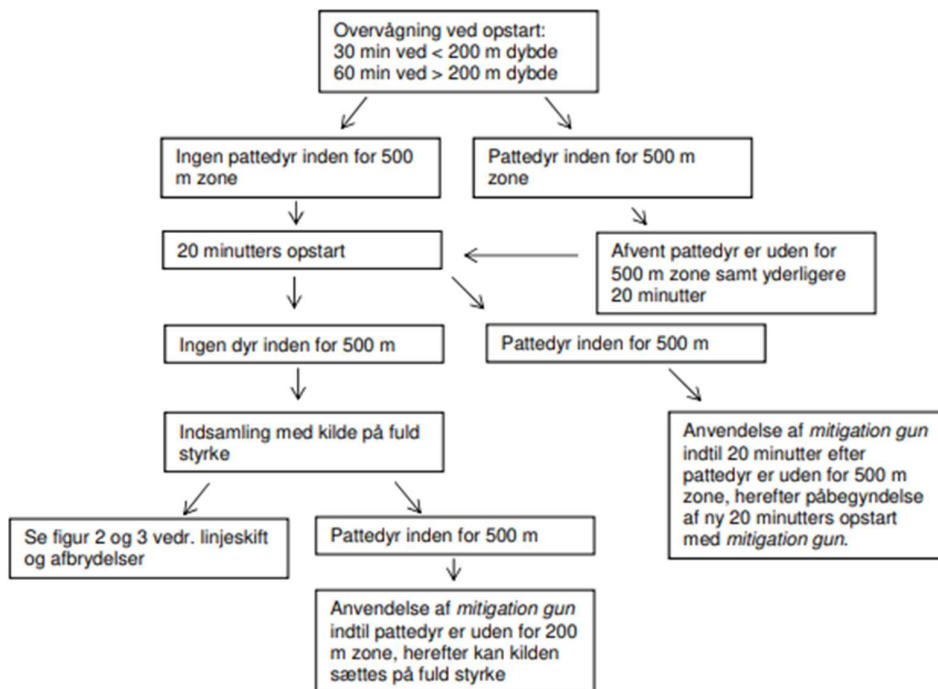 Overvågning ved opstart:
30 min ved < 200 m dybde
60 min ved > 200 m dybde
Ingen pattedyr inden for 500
m zone
Pattedyr inden for 500 m
zone
20 minutters opstart
Afvent pattedyr er uden for
500 m zone samt yderligere
20 minutter
Ingen dyr inden for 500 m
Pattedyr inden for 500 m
Indsamling med kilde på fuld
styrke
Anvendelse af mitigation gun
indtil 20 minutter efter
pattedyr er uden for 500 m
zone, herefter påbegyndelse
af ny 20 minutters opstart
med mitigation gun.
Se figur 2 og 3 vedr. linjeskift
og afbrydelser
Pattedyr inden for 500 m
Anvendelse af mitigation gun
indtil pattedyr er uden for 200
m zone, herefter kan kilden
sættes på fuld styrke